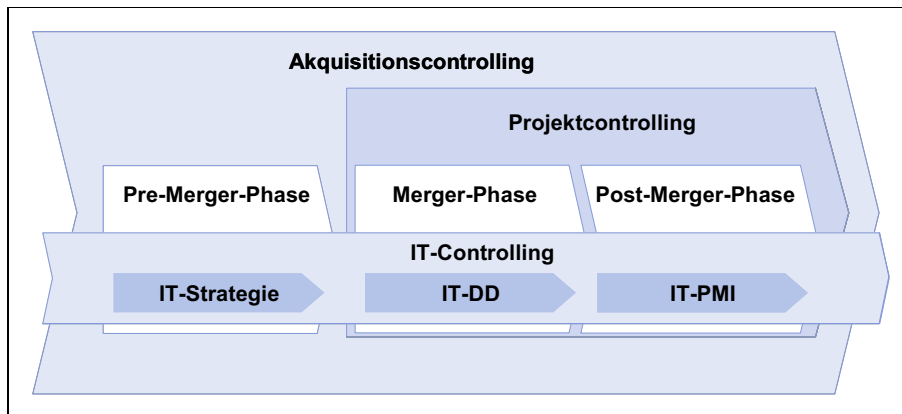 Akquisitionscontrolling
Projektcontrolling
Pre-Merger-Phase
Merger-Phase
Post-Merger-Phase
IT-Controlling
IT-Strategie
IT-DD
IT-PMI